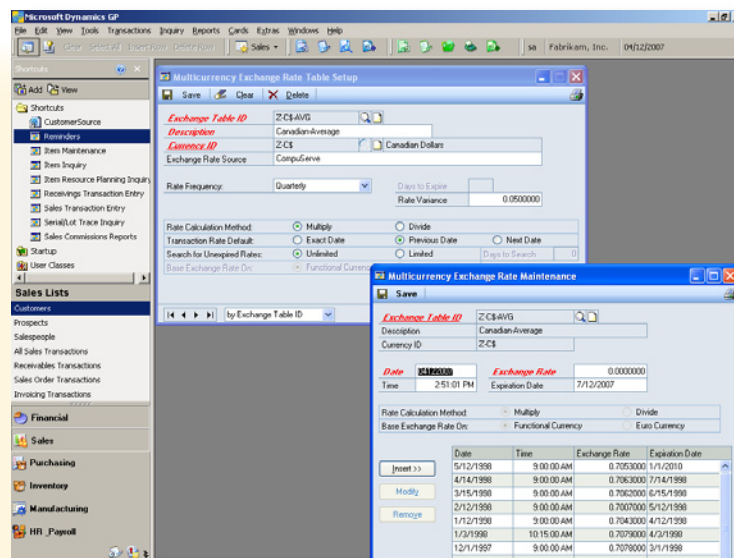 Microsoft Dynamics GP
File Edit View Tools Transactions Inquiry Reports Cards Extras Windows Help
Clear Select All Insert Row Delete Row Sales sa Fabrikam, Inc. 04/12/2007
Shortcuts
Add View
Shortcuts
CustomerSource
Reminders
Item Maintenance
Item Inquiry
Item Resource Planning Inquiry
Receivings Transaction Entry
Sales Transaction Entry
Serial/Lot Trace Inquiry
Sales Commissions Reports
Startup
User Classes
Sales Lists
Customers
Prospects
Salespeople
All Sales Transactions
Receivables Transactions
Sales Order Transactions
Invoicing Transactions
Financial
Sales
Purchasing
Inventory
Manufacturing
HR_Payroll
Multicurrency Exchange Rate Table Setup
Save Clear Delete
Exchange Table ID Z-C$-AVG
Description Canadian-Average
Currency ID Z-C$ Canadian Dollars
Exchange Rate Source CompuServe
Rate Frequency: Quarterly Days to Expire
Rate Variance 0.0500000
Rate Calculation Method: Multiply Divide
Transaction Rate Default: Exact Date Previous Date Next Date
Search for Unexpired Rates: Unlimited Limited Days to Search 0
Base Exchange Rate On: Functional Currency
by Exchange Table ID
Multicurrency Exchange Rate Maintenance
Save
Exchange Table ID Z-C$-AVG
Description Canadian-Average
Currency ID Z-C$
Date Exchange Rate 0.0000000
Time 2:51:01 PM Expiration Date 7/12/2007
Rate Calculation Method: Multiply Divide
Base Exchange Rate On: Functional Currency Euro Currency
Date Time Exchange Rate Expiration Date
Insert >> 5/12/1998 9:00:00 AM 0.7053000 1/1/2010
4/14/1998 9:00:00 AM 0.7063000 7/14/1998
Modify 3/15/1998 9:00:00 AM 0.7062000 6/15/1998
2/12/1998 9:00:00 AM 0.7007000 5/12/1998
Remove 1/12/1998 9:00:00 AM 0.7043000 4/12/1998
1/3/1998 10:15:00 AM 0.7079000 4/3/1998
12/1/1997 9:00:00 AM 0.7078000 3/1/1998